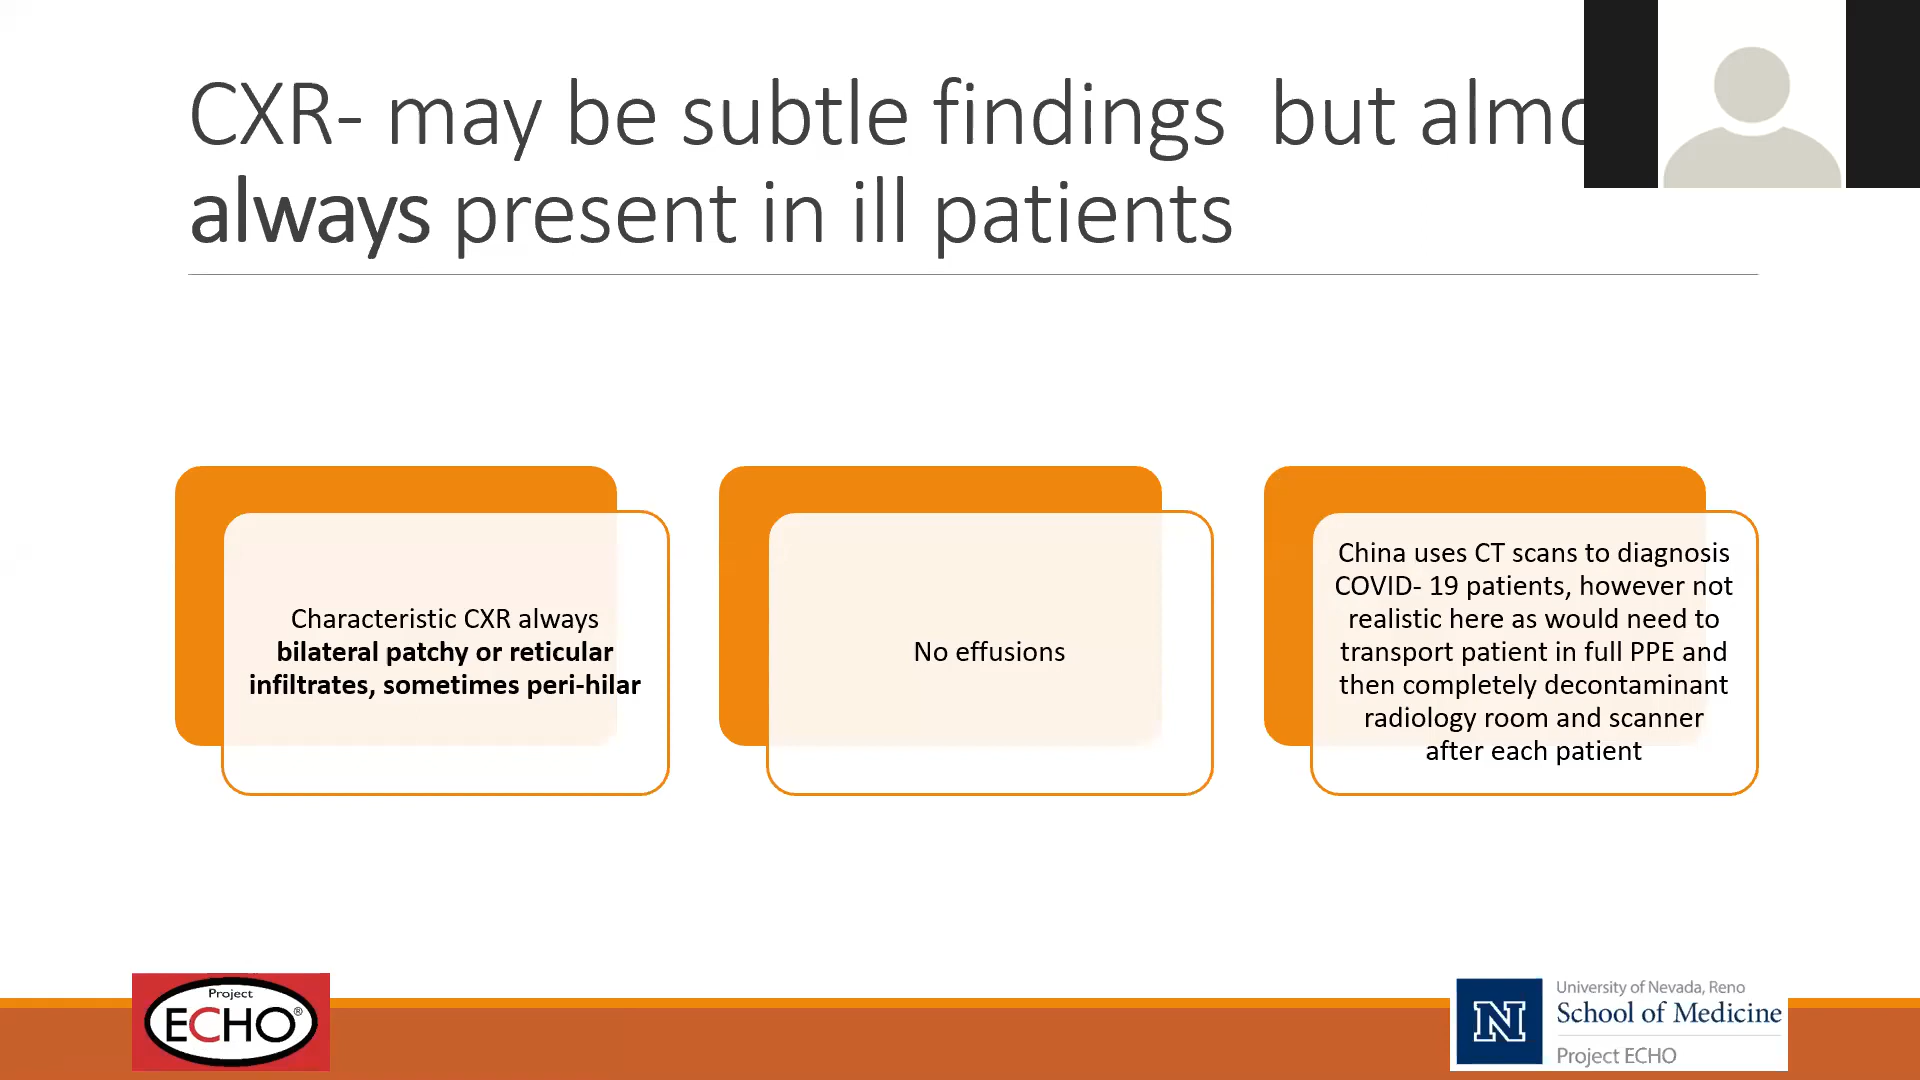 CXR- may be subtle findings but
always present in ill patients
Characteristic CXR always
bilateral patchy or reticular
infiltrates, sometimes peri-hilar
No effusions
China uses CT scans to diagnosis
COVID- 19 patients, however not
realistic here as would need to
transport patient in full PPE and
then completely decontaminant
radiology room and scanner
after each patient
Project
ECHO®
N
University of Nevada, Reno
School of Medicine
Project ECHO